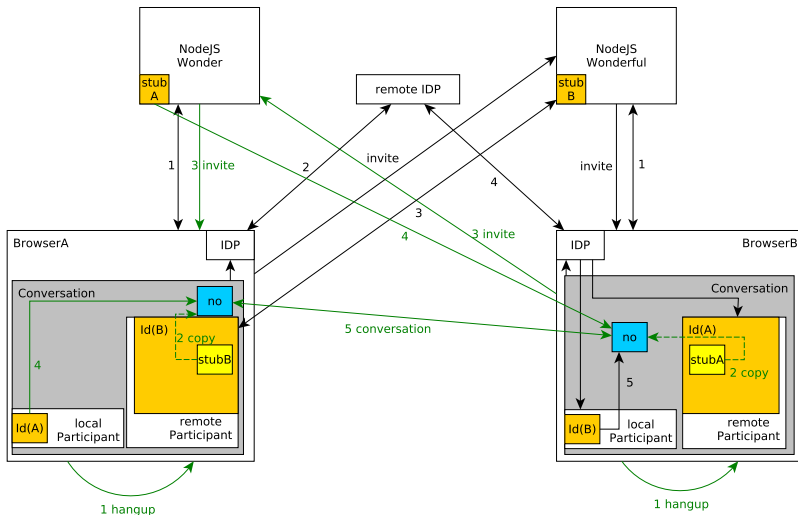 NodeJS
Wonder
stub
A
remote IDP
NodeJS
Wonderful
stub
B
1
3 invite
2
invite
3
4
4
3 invite
invite
1
BrowserA
IDP
Conversation
no
Id(B)
2 copy
stubB
4
Id(A)
local
Participant
remote
Participant
1 hangup
5 conversation
IDP
BrowserB
Conversation
no
Id(A)
stubA
2 copy
5
Id(B)
local
Participant
remote
Participant
1 hangup